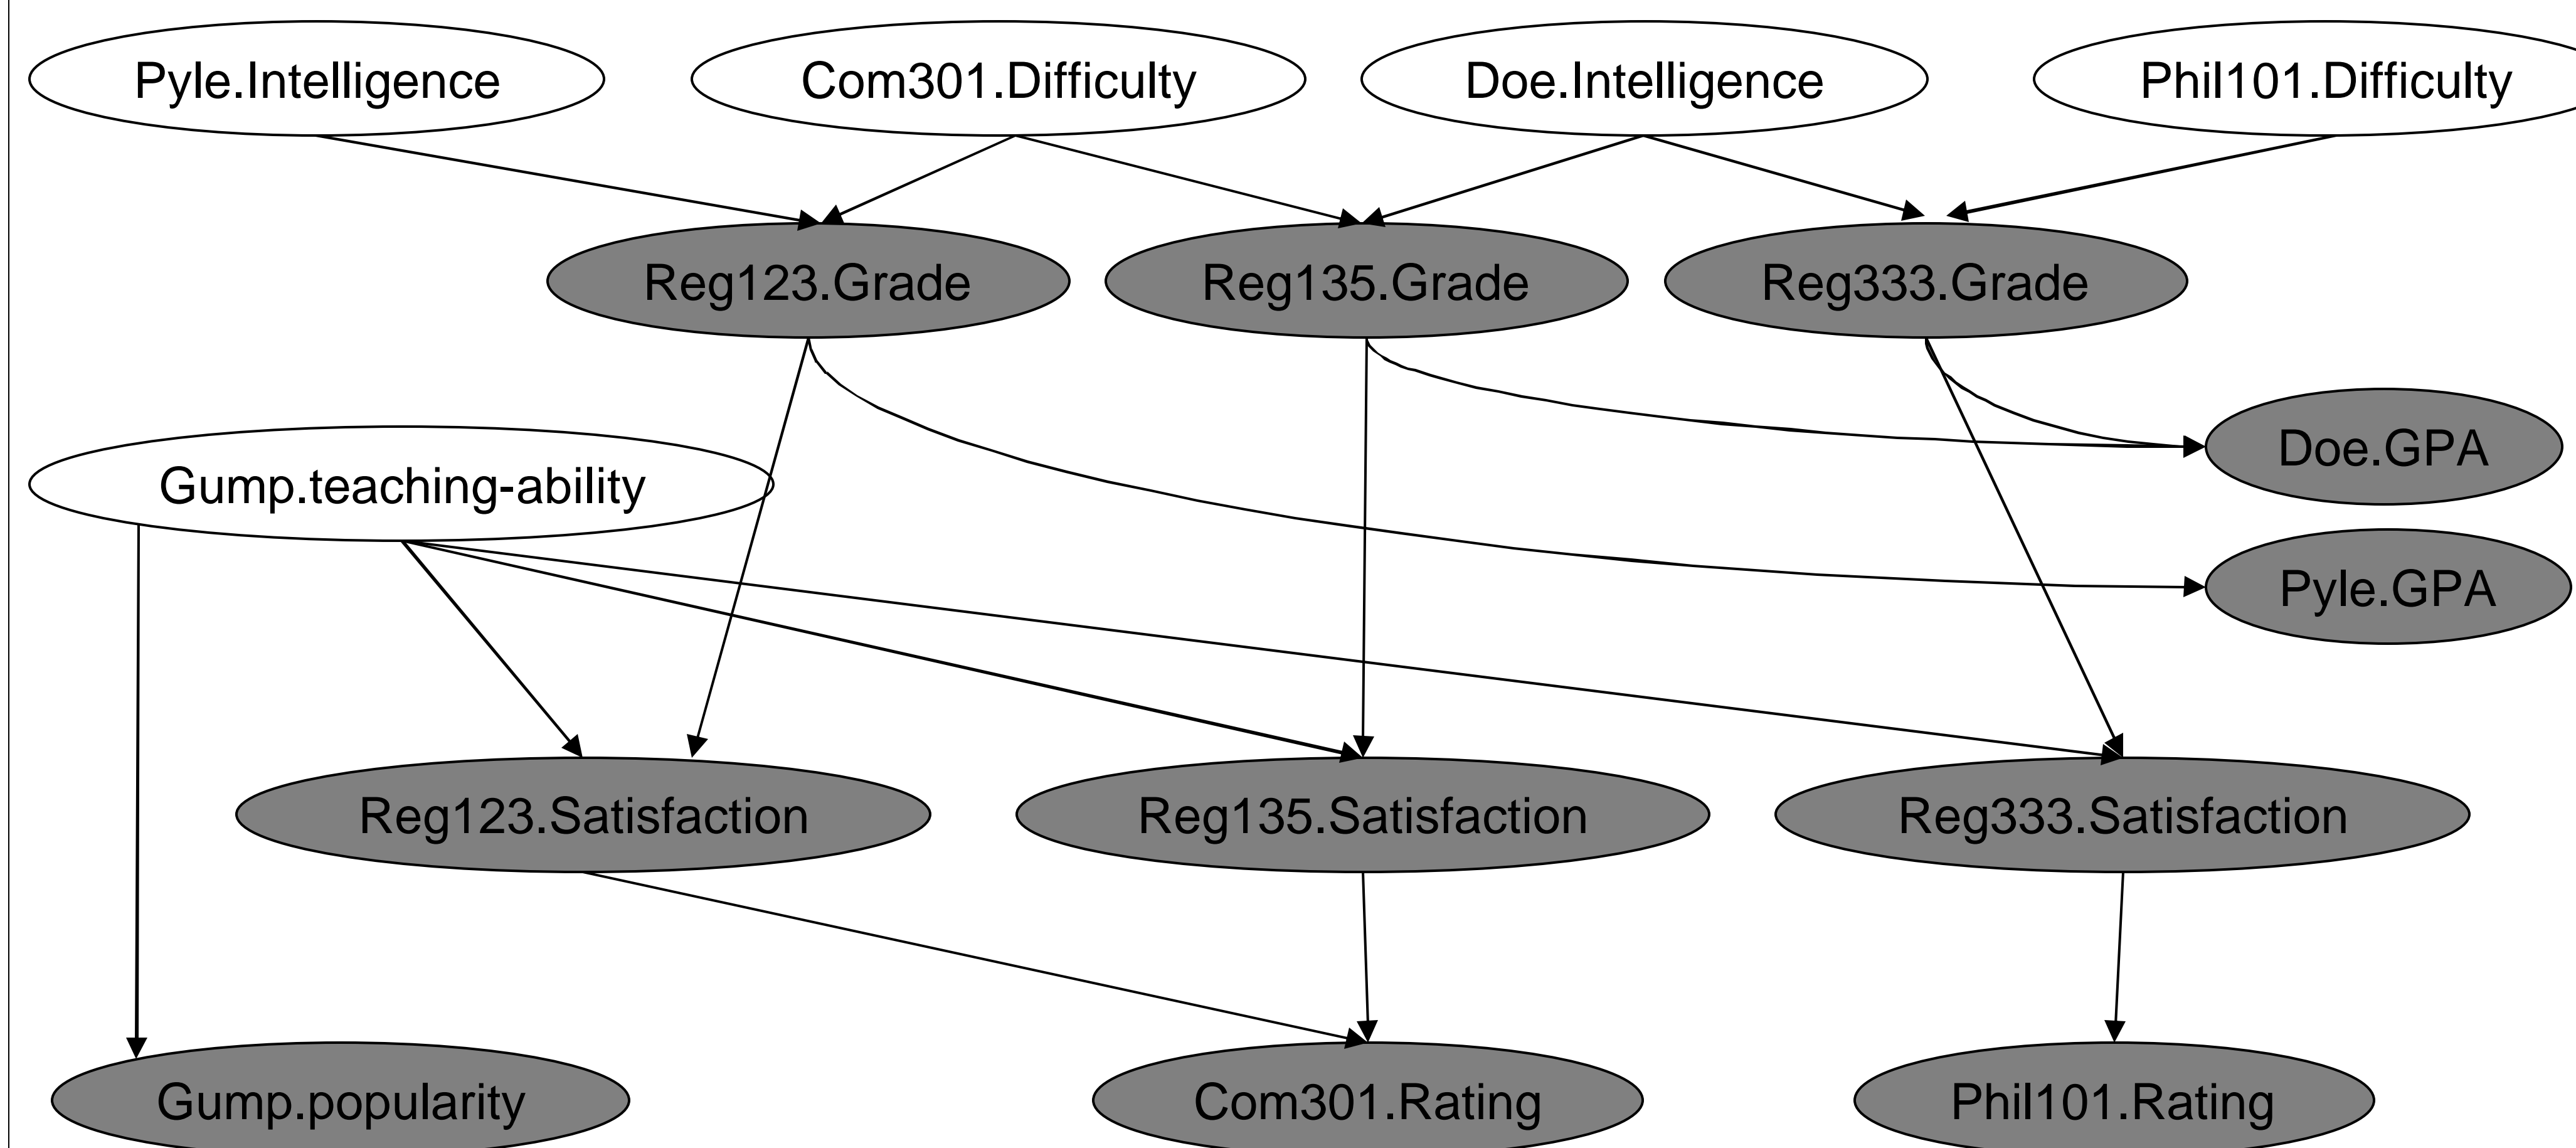 Pyle.Intelligence
Com301.Difficulty
Doe.Intelligence
Phil101.Difficulty
Reg123.Grade
Reg135.Grade
Reg333.Grade
Doe.GPA
Gump.teaching-ability
Pyle.GPA
Reg123.Satisfaction
Reg135.Satisfaction
Reg333.Satisfaction
Gump.popularity
Com301.Rating
Phil101.Rating